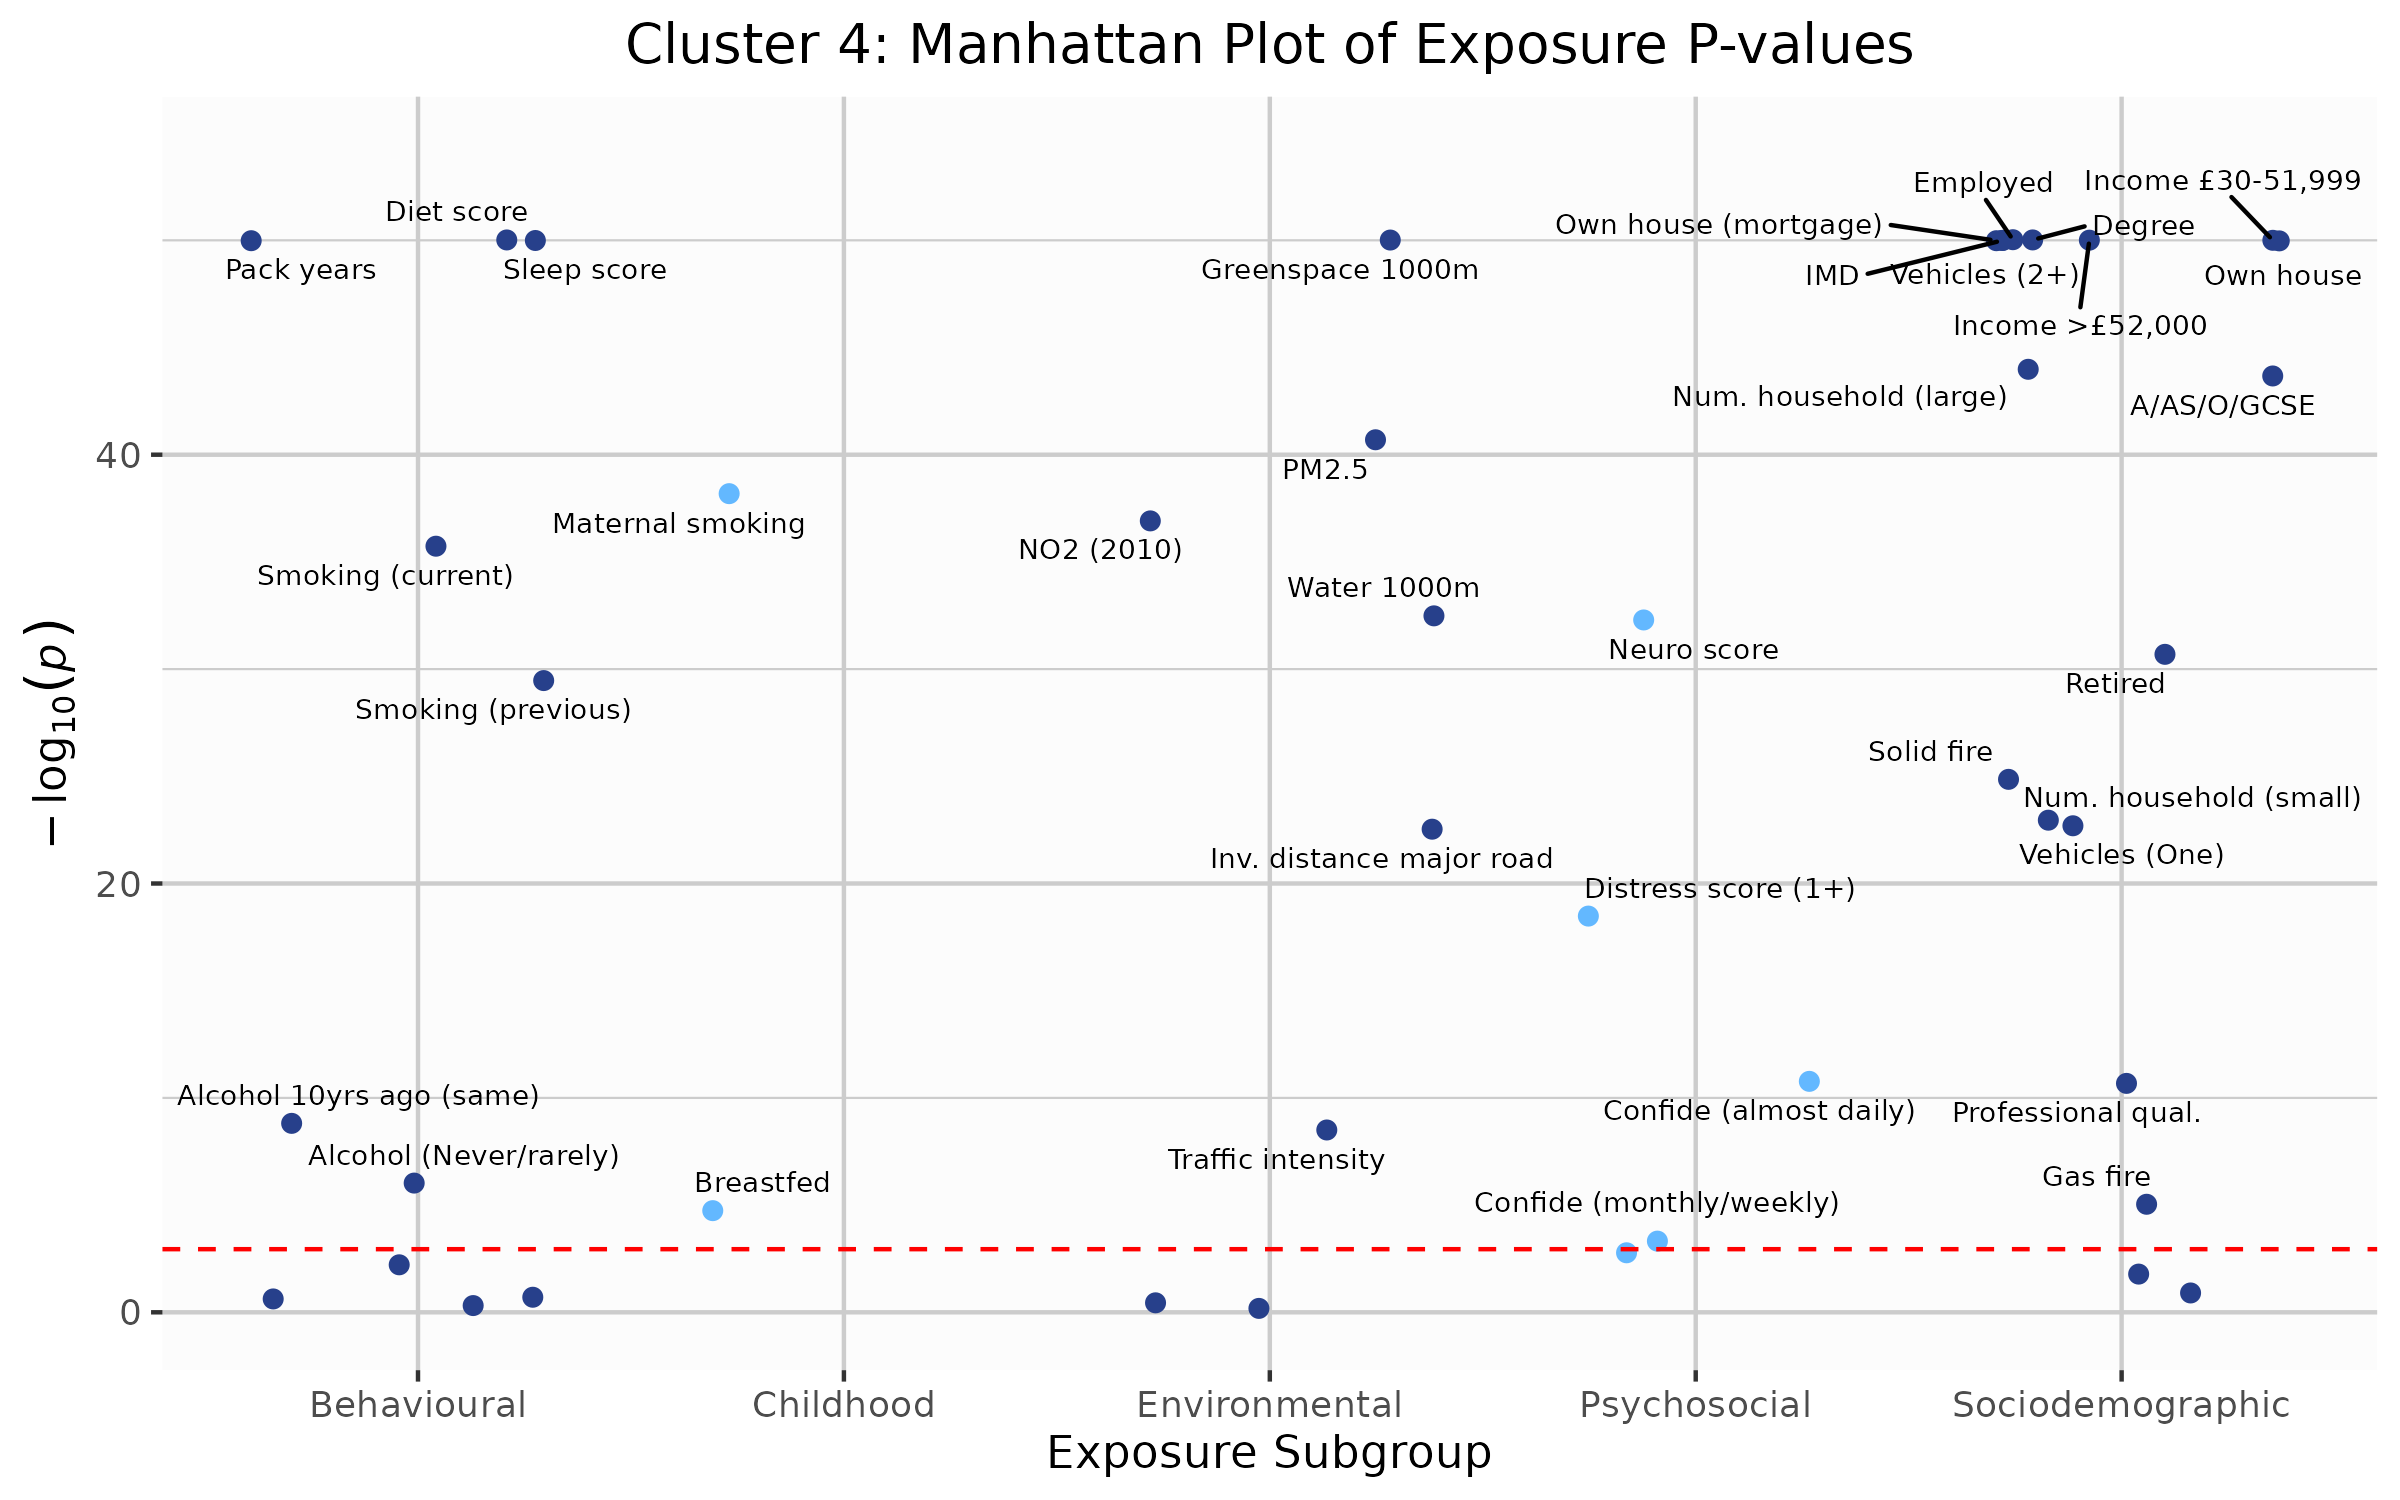 Cluster 4: Manhattan Plot of Exposure P-values
Employed
Income £30-51,999
Diet score
Own house (mortgage)
Degree
Pack years
Sleep score
Greenspace 1000m
IMD
Vehicles (2+)
Own house
Income >£52,000
Num. household (large)
A/AS/O/GCSE
40
PM2.5
Maternal smoking
NO2 (2010)
Smoking (current)
Water 1000m
Neuro score
Retired
Smoking (previous)
Solid fire
Num. household (small)
Inv. distance major road
Vehicles (One)
20
Distress score (1+)
Alcohol 10yrs ago (same)
Confide (almost daily)
Professional qual.
Alcohol (Never/rarely)
Traffic intensity
Breastfed
Gas fire
Confide (monthly/weekly)
0
−log₁₀(p)
Behavioural
Childhood
Environmental
Psychosocial
Sociodemographic
Exposure Subgroup